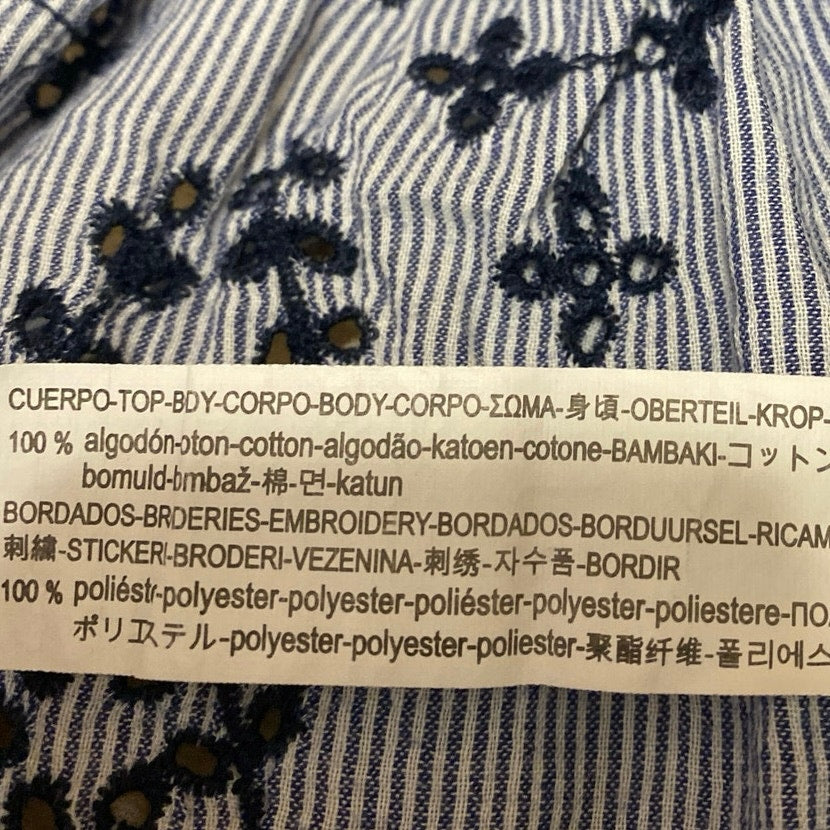 CUERPO-TOP-BDY-CORPO-BODY-CORPO-ΣΩΜΑ-身頃-OBERTEIL-KROP-
100 % algodón-oton-cotton-algodão-katoen-cotone-BAMBAKI-コットン
bomuld-bmbaž-棉-면-katun
BORDADOS-BRDERIES-EMBROIDERY-BORDADOS-BORDUURSEL-RICAM
刺繍-STICKERI-BRODERI-VEZENINA-刺绣-자수품-BORDIR
100 % poliéstr-polyester-polyester-poliéster-polyester-poliestere-ΠΟ
ポリエステル-polyester-polyester-poliester-聚酯纤维-폴리에스